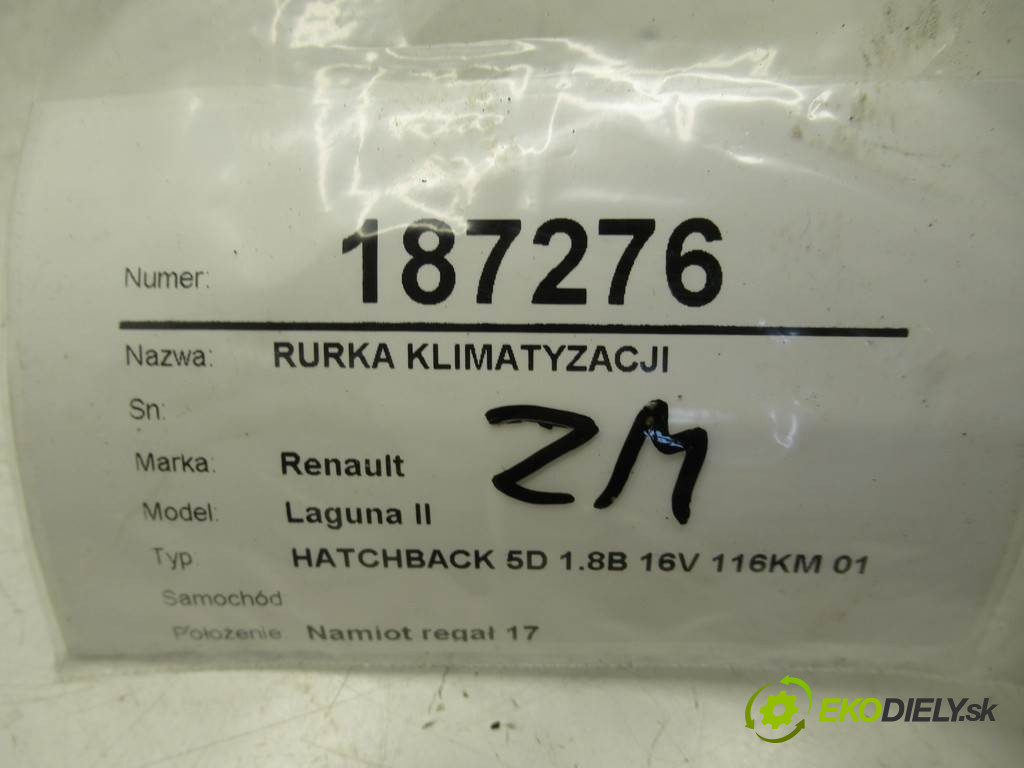 Numer: 187276
Nazwa: RURKA KLIMATYZACJI
Sn:
ZM
Marka: Renault
Model: Laguna II
Typ: HATCHBACK 5D 1.8B 16V 116KM 01
Samochód
Położenie: Namiot regał 17
EKODIELY.sk